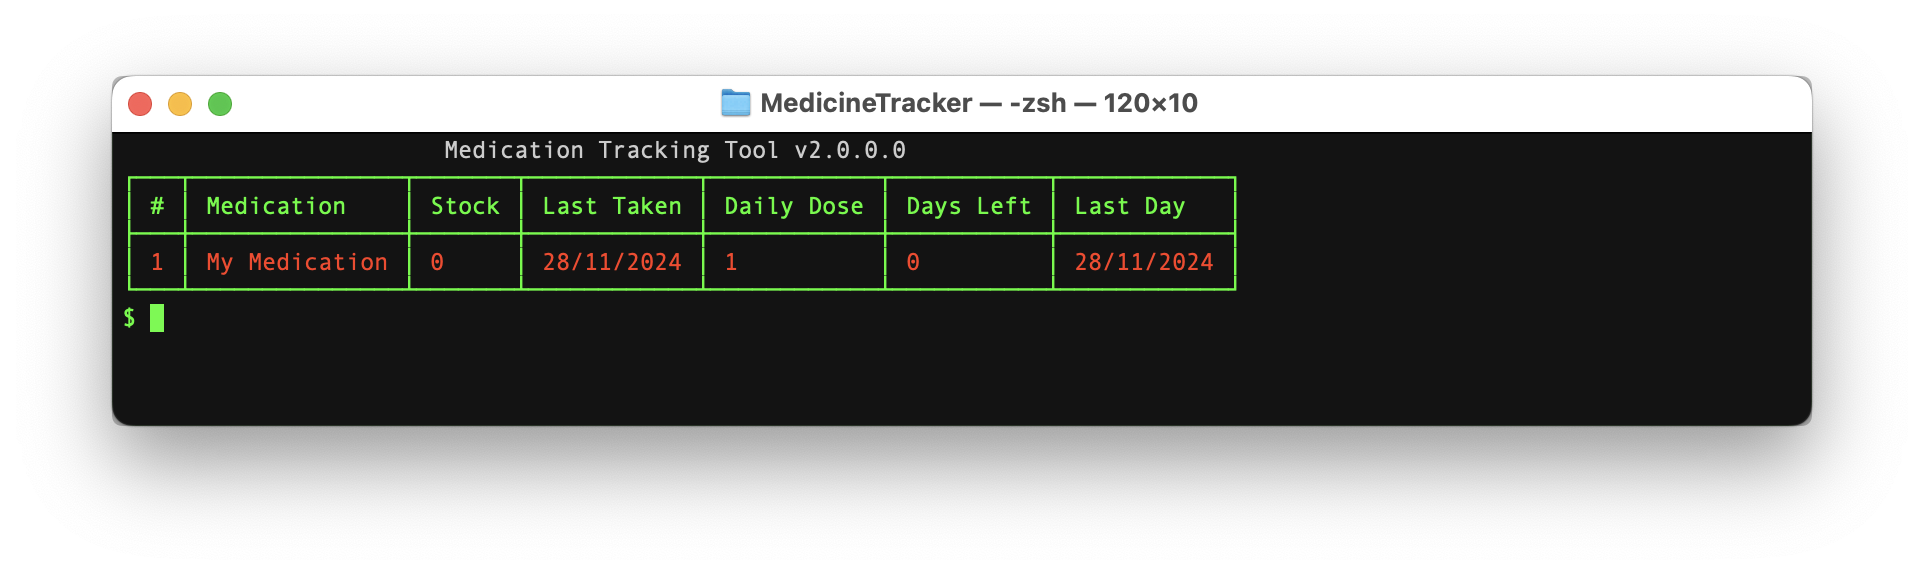 MedicineTracker — -zsh — 120×10
Medication Tracking Tool v2.0.0.0
# Medication Stock Last Taken Daily Dose Days Left Last Day
1 My Medication 0 28/11/2024 1 0 28/11/2024
$